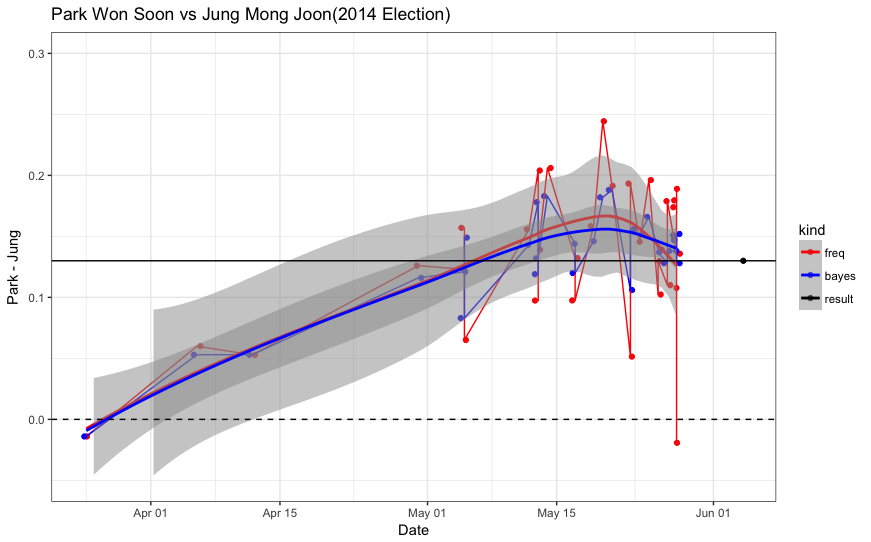 Park Won Soon vs Jung Mong Joon(2014 Election)
0.3
0.2
0.1
0.0
Park - Jung
Apr 01
Apr 15
May 01
May 15
Jun 01
Date
kind
freq
bayes
result